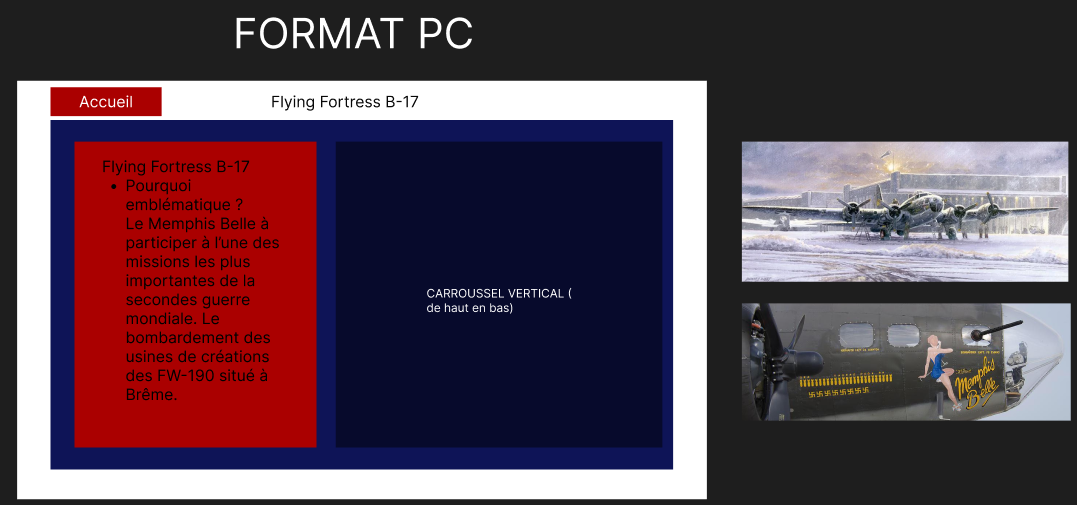 FORMAT PC
Accueil
Flying Fortress B-17
Flying Fortress B-17
• Pourquoi
emblématique ?
Le Memphis Belle à
participer à l'une des
missions les plus
importantes de la
secondes guerre
mondiale. Le
bombardement des
usines de créations
des FW-190 situé à
Brême.
CARROUSSEL VERTICAL (
de haut en bas)
Memphis
Belle